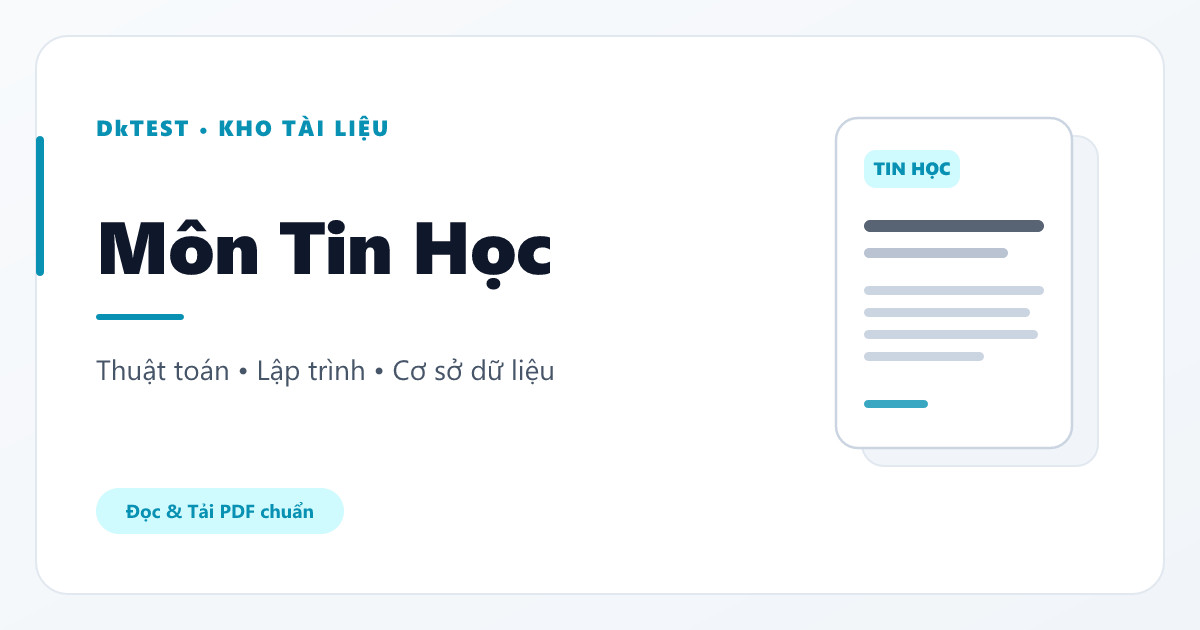 DkTEST • KHO TÀI LIỆU
Môn Tin Học
Thuật toán • Lập trình • Cơ sở dữ liệu
Đọc & Tải PDF chuẩn
TIN HỌC